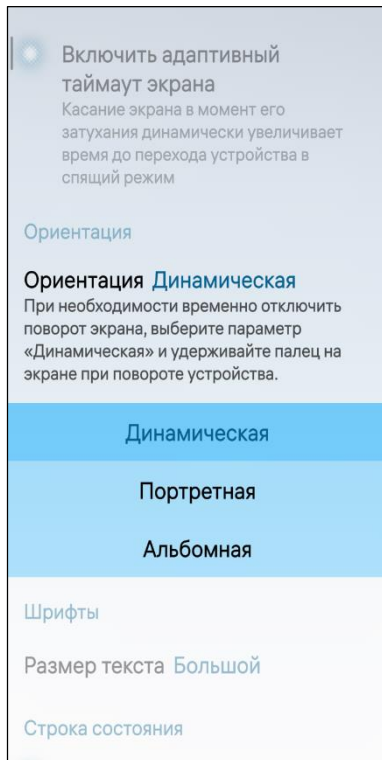 Включить адаптивный
таймаут экрана
Касание экрана в момент его
затухания динамически увеличивает
время до перехода устройства в
спящий режим
Ориентация
Ориентация Динамическая
При необходимости временно отключить
поворот экрана, выберите параметр
«Динамическая» и удерживайте палец на
экране при повороте устройства.
Динамическая
Портретная
Альбомная
Шрифты
Размер текста Большой
Строка состояния